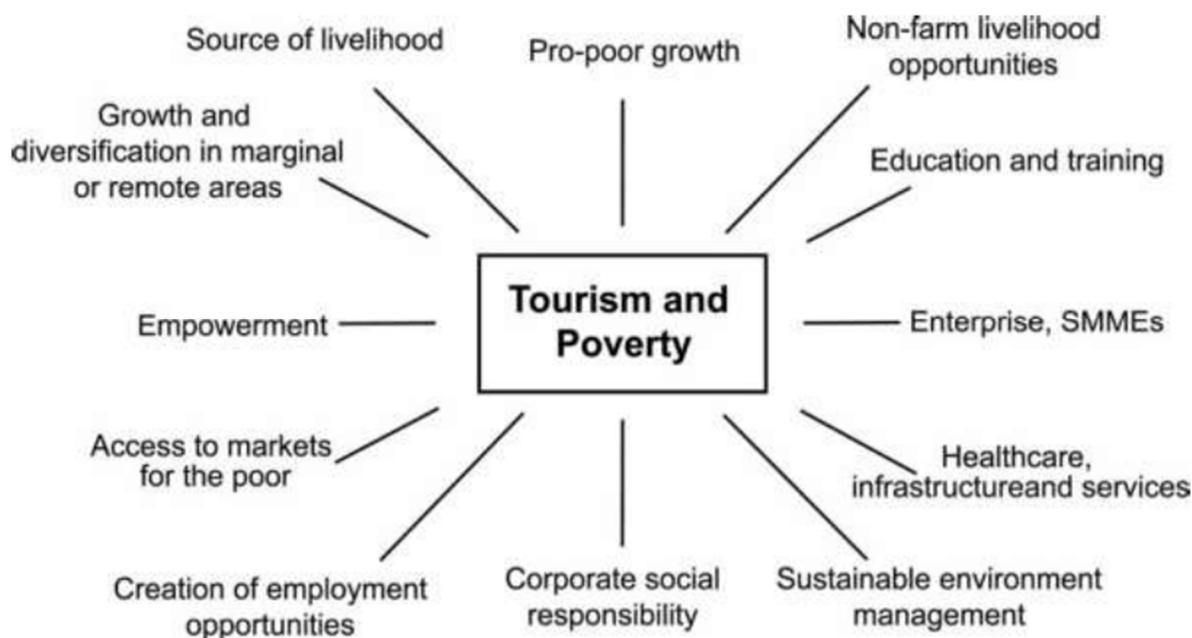 Source of livelihood
Pro-poor growth
Non-farm livelihood
opportunities
Growth and
diversification in marginal
or remote areas
Education and training
Tourism and
Poverty
Empowerment
Enterprise, SMMEs
Access to markets
for the poor
Healthcare,
infrastructureand services
Creation of employment
opportunities
Corporate social
responsibility
Sustainable environment
management